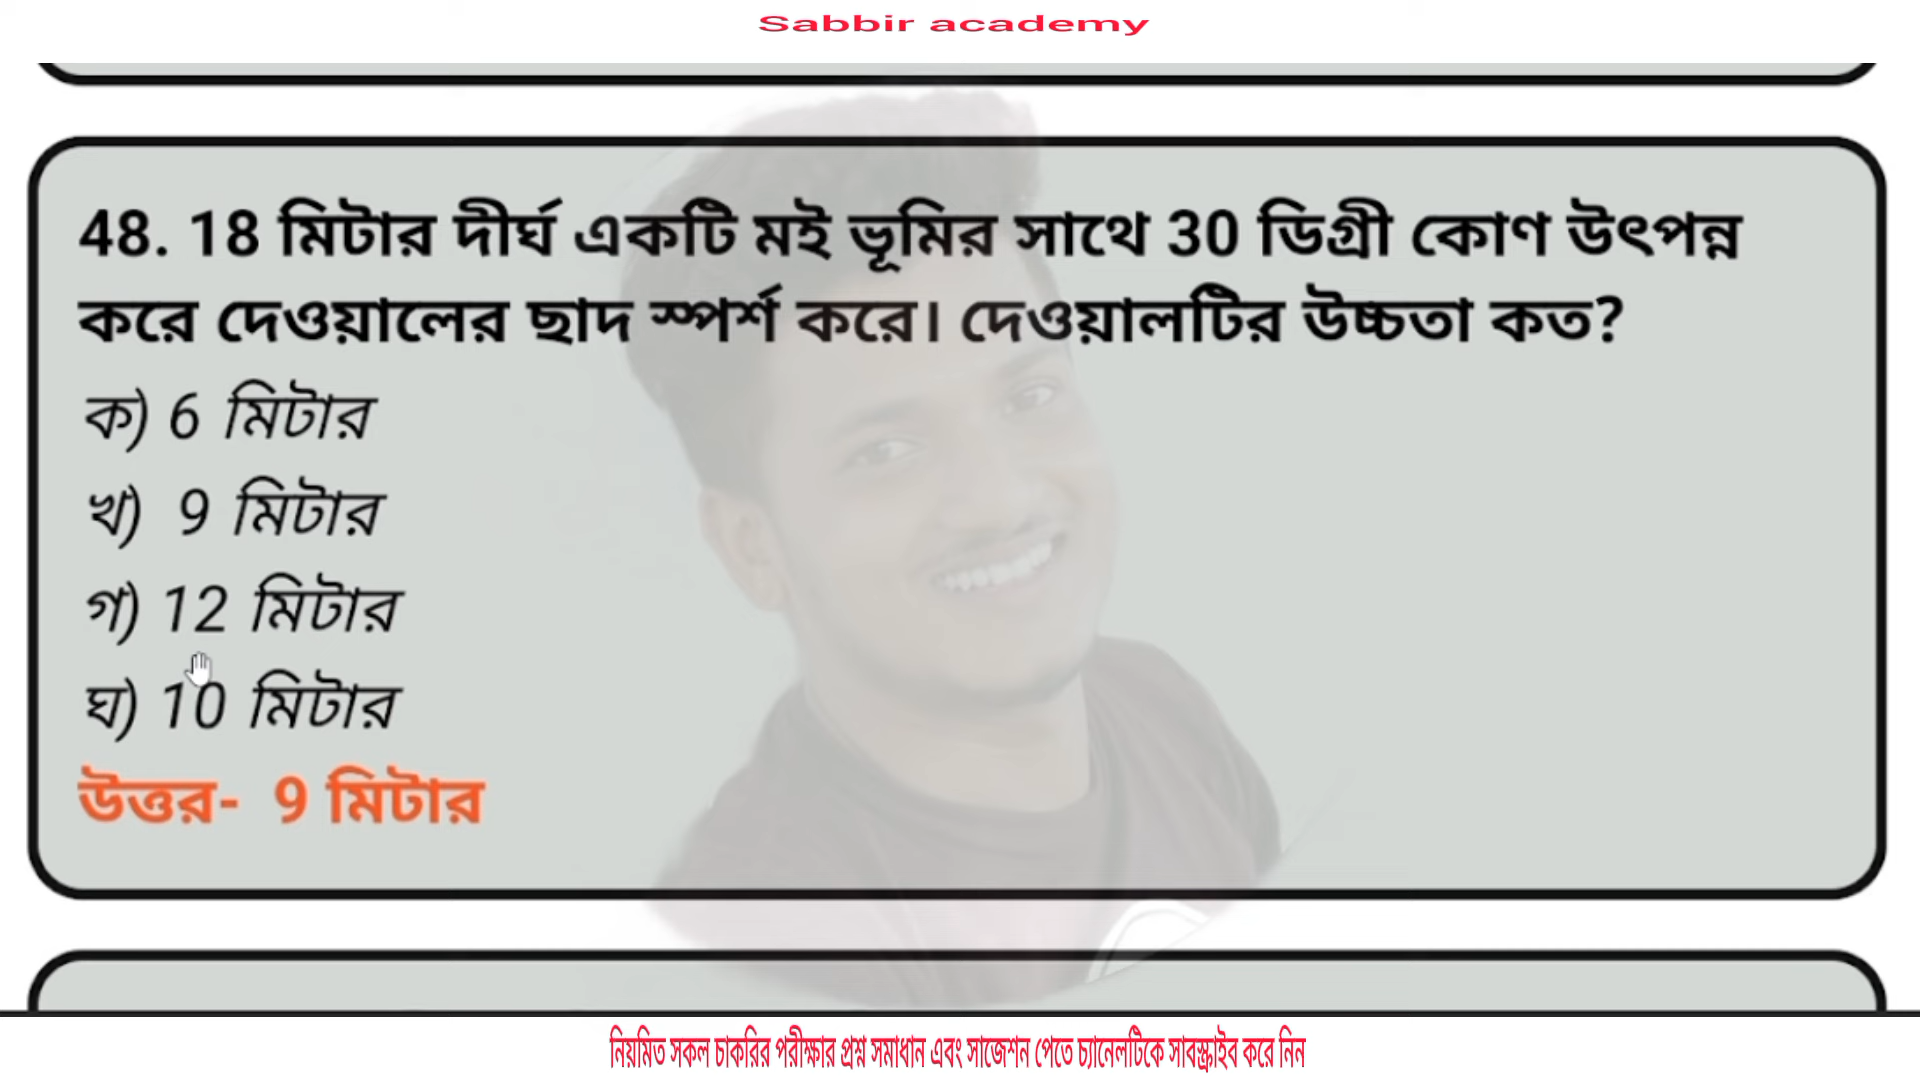 Sabbir academy
48. 18 মিটার দীর্ঘ একটি মই ভূমির সাথে 30 ডিগ্রী কোণ উৎপন্ন
করে দেওয়ালের ছাদ স্পর্শ করে। দেওয়ালটির উচ্চতা কত?
ক) 6 মিটার
খ) 9 মিটার
গ) 12 মিটার
ঘ) 10 মিটার
উত্তর- 9 মিটার
নিয়মিত সকল চাকরির পরীক্ষার প্রশ্ন সমাধান এবং সাজেশন পেতে চ্যানেলটিকে সাবস্ক্রাইব করে নিন